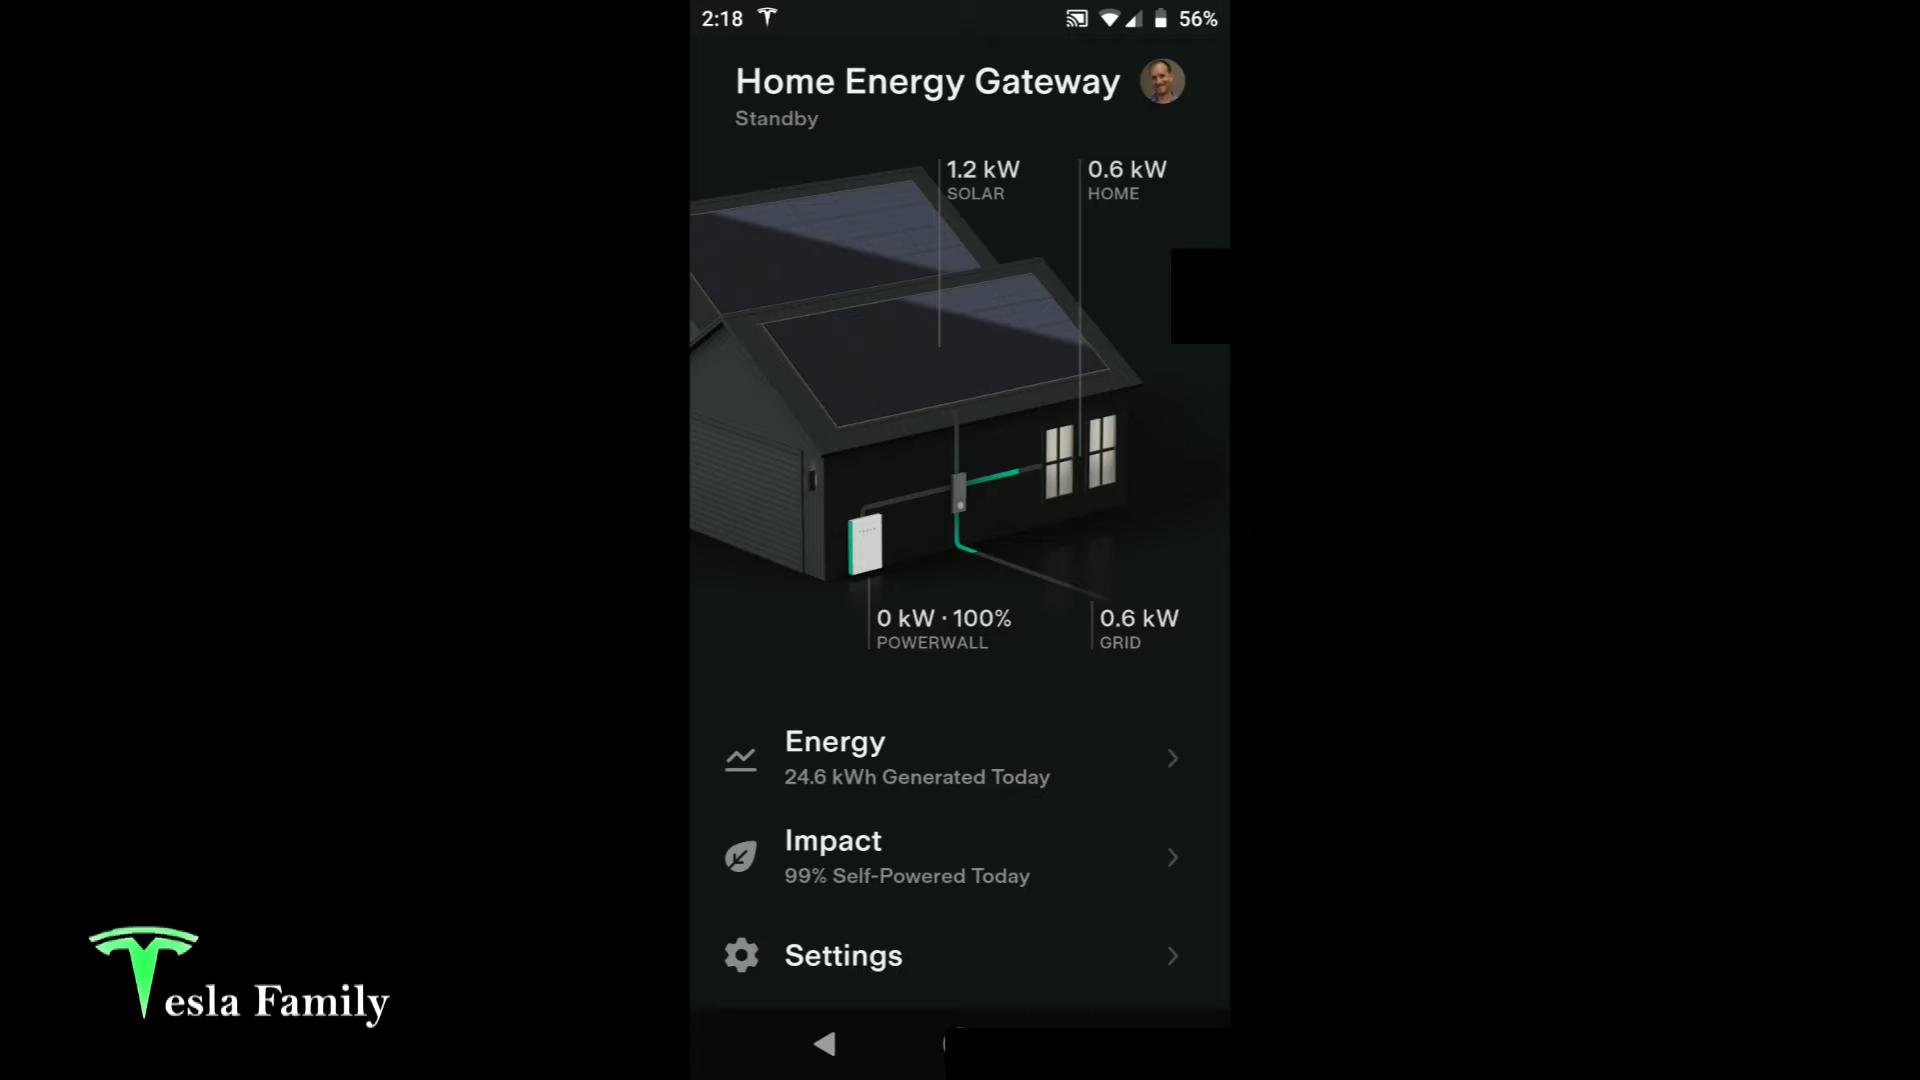 2:18
56%
Home Energy Gateway
Standby
1.2 kW
SOLAR
0.6 kW
HOME
0 kW · 100%
POWERWALL
0.6 kW
GRID
Energy
24.6 kWh Generated Today
Impact
99% Self-Powered Today
Settings
Tesla Family